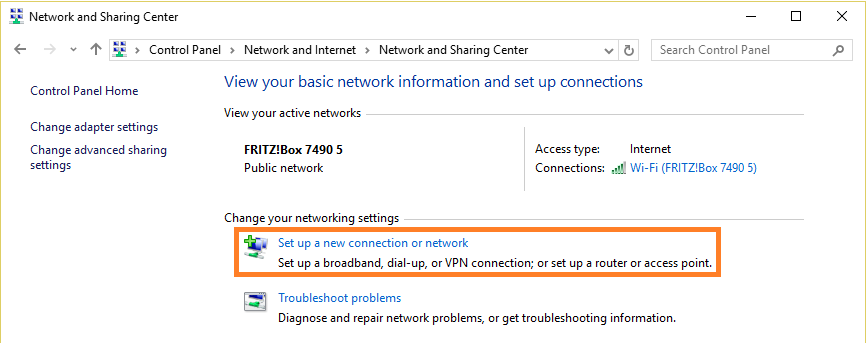 Network and Sharing Center
Control Panel > Network and Internet > Network and Sharing Center
Search Control Panel
Control Panel Home
Change adapter settings
Change advanced sharing
settings
View your basic network information and set up connections
View your active networks
FRITZ!Box 7490 5
Public network
Access type: Internet
Connections: Wi-Fi (FRITZ!Box 7490 5)
Change your networking settings
Set up a new connection or network
Set up a broadband, dial-up, or VPN connection; or set up a router or access point.
Troubleshoot problems
Diagnose and repair network problems, or get troubleshooting information.